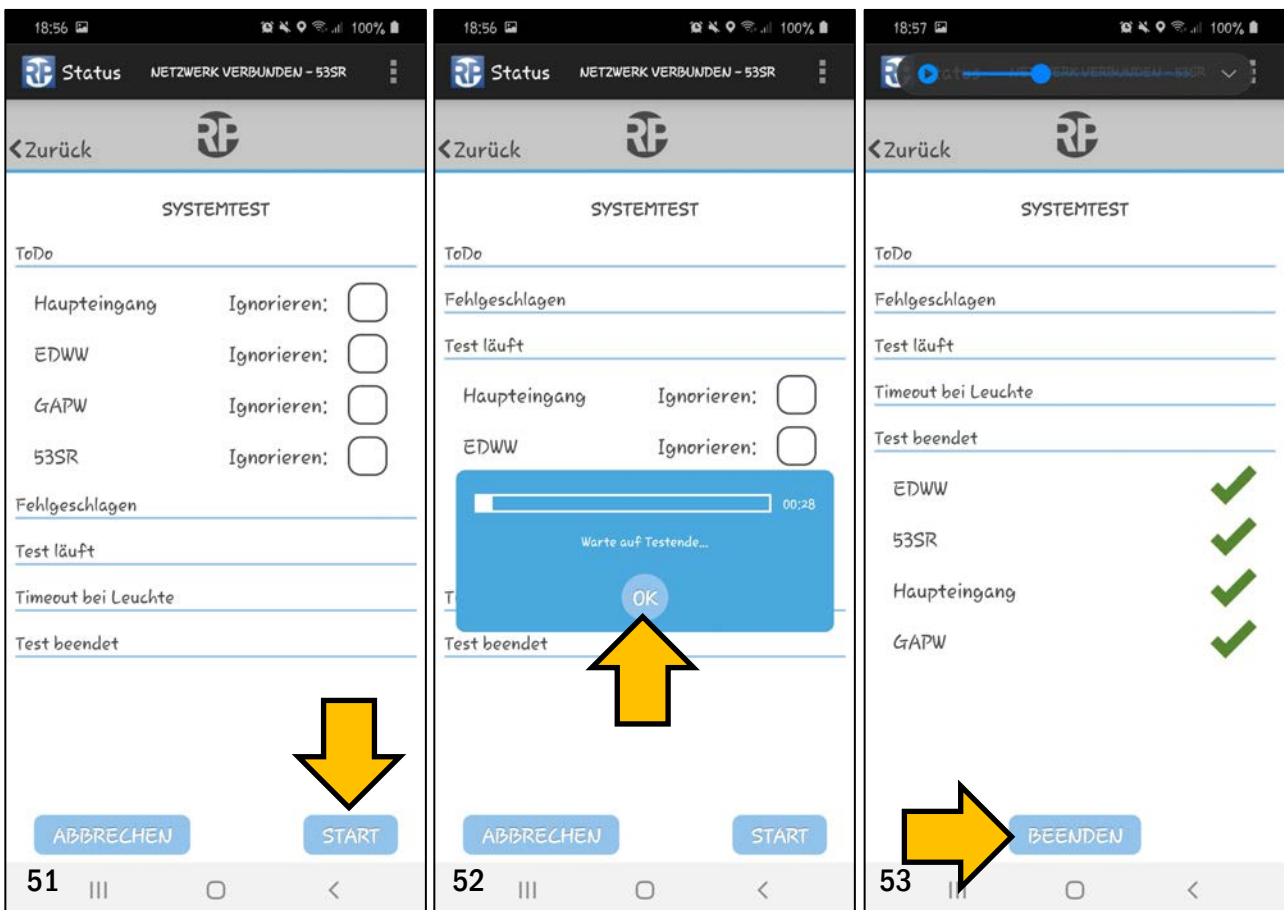 18:56 100%
Status NETZWERK VERBUNDEN - 53SR
Zurück
SYSTEMTEST
ToDo
Haupteingang Ignorieren:
EDWW Ignorieren:
GAPW Ignorieren:
53SR Ignorieren:
Fehlgeschlagen
Test läuft
Timeout bei Leuchte
Test beendet
ABBRECHEN START
51
18:56 100%
Status NETZWERK VERBUNDEN - 53SR
Zurück
SYSTEMTEST
ToDo
Fehlgeschlagen
Test läuft
Haupteingang Ignorieren:
EDWW Ignorieren:
00:28
Warte auf Testende...
OK
Test beendet
ABBRECHEN START
52
18:57 100%
Status NETZWERK VERBUNDEN - 53SR
Zurück
SYSTEMTEST
ToDo
Fehlgeschlagen
Test läuft
Timeout bei Leuchte
Test beendet
EDWW
53SR
Haupteingang
GAPW
BEENDEN
53